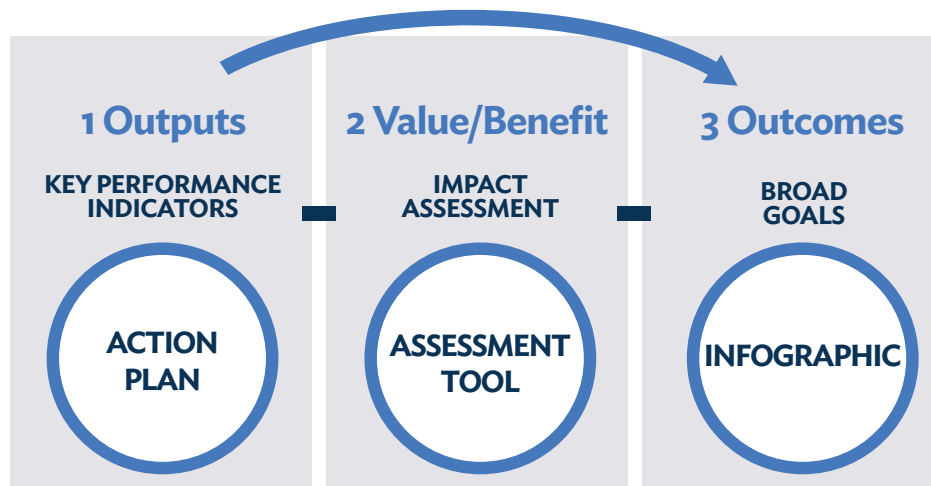 1 Outputs
KEY PERFORMANCE
INDICATORS
ACTION
PLAN
2 Value/Benefit
IMPACT
ASSESSMENT
ASSESSMENT
TOOL
3 Outcomes
BROAD
GOALS
INFOGRAPHIC